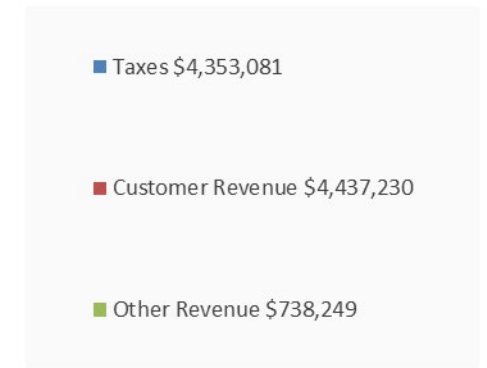 Taxes $4,353,081
Customer Revenue $4,437,230
Other Revenue $738,249